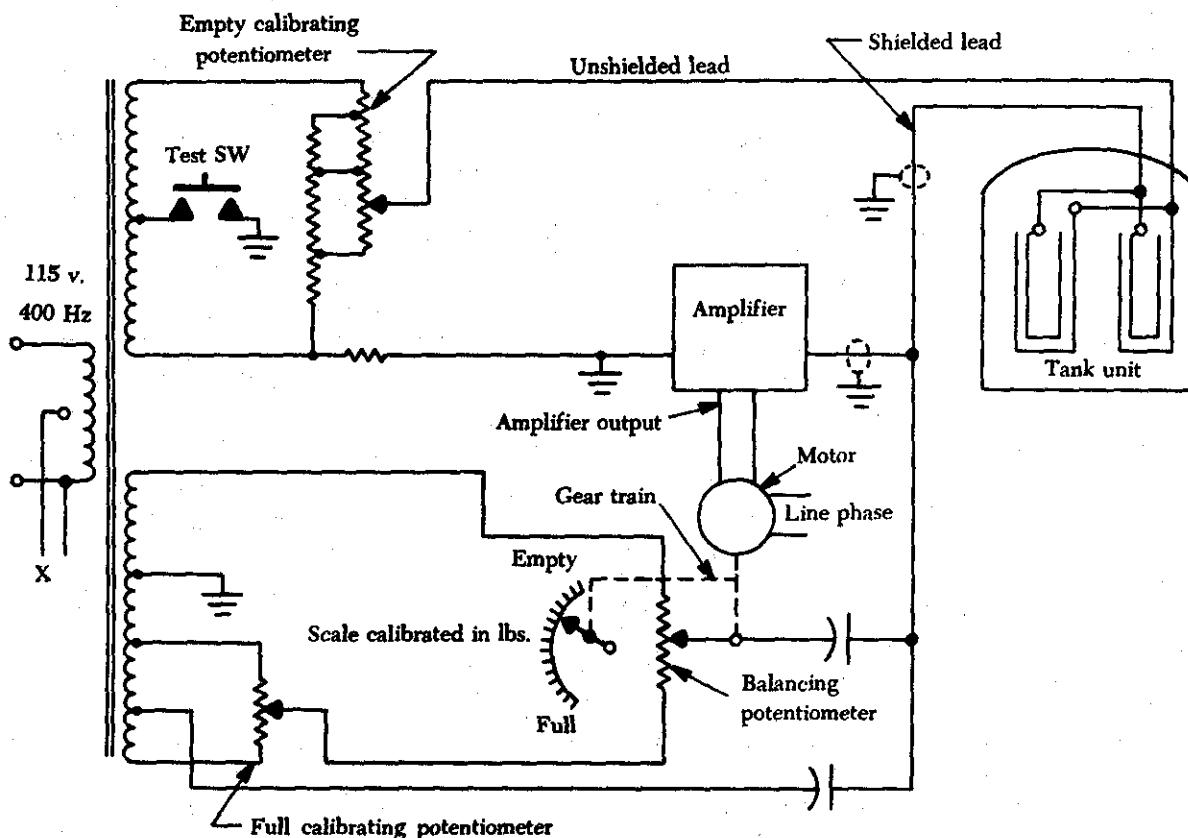 Empty calibrating
potentiometer
Shielded lead
Unshielded lead
Test SW
115 v.
400 Hz
Amplifier
Tank unit
Amplifier output
Motor
Gear train
Line phase
Empty
X
Scale calibrated in lbs.
Balancing
potentiometer
Full
Full calibrating potentiometer